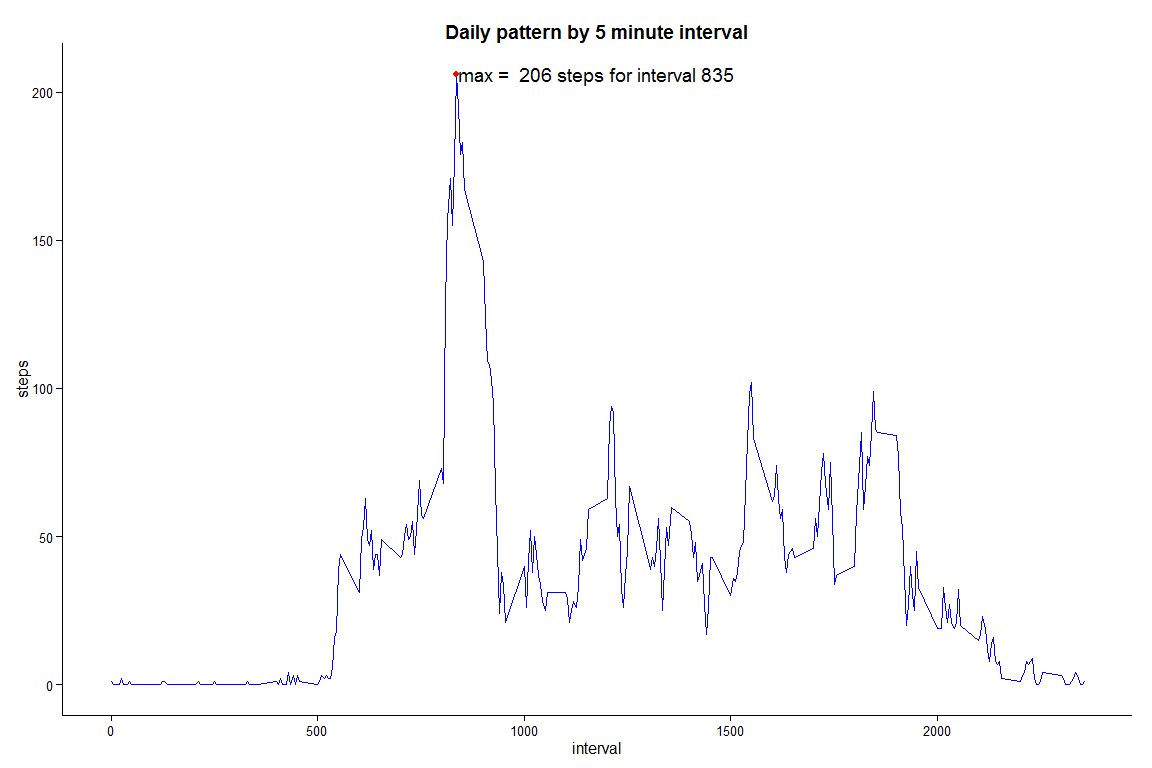 Daily pattern by 5 minute interval
max =  206 steps for interval 835
200
150
100
50
0
steps
0 500 1000 1500 2000
interval